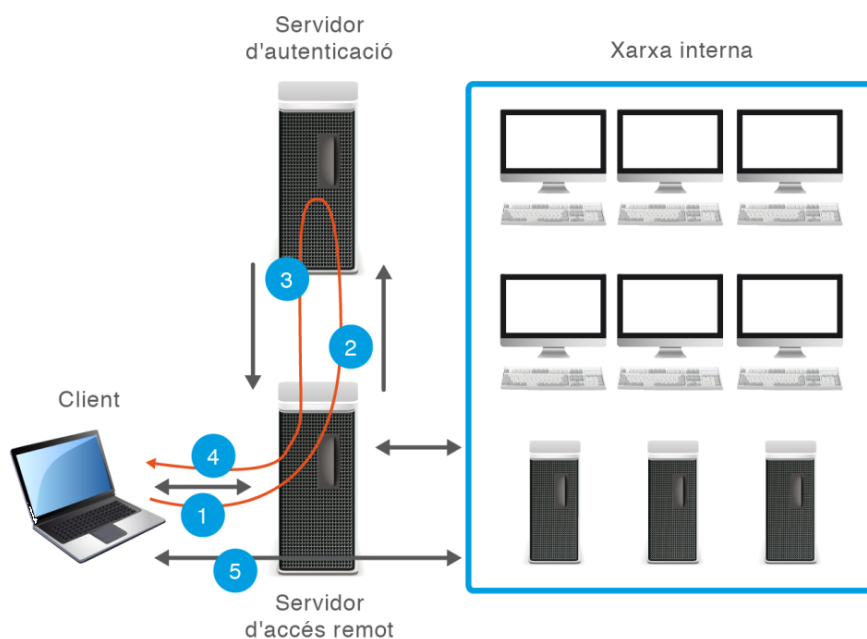 Servidor
d'autenticació
Xarxa interna
3
2
Client
4
1
5
Servidor
d'accés remot